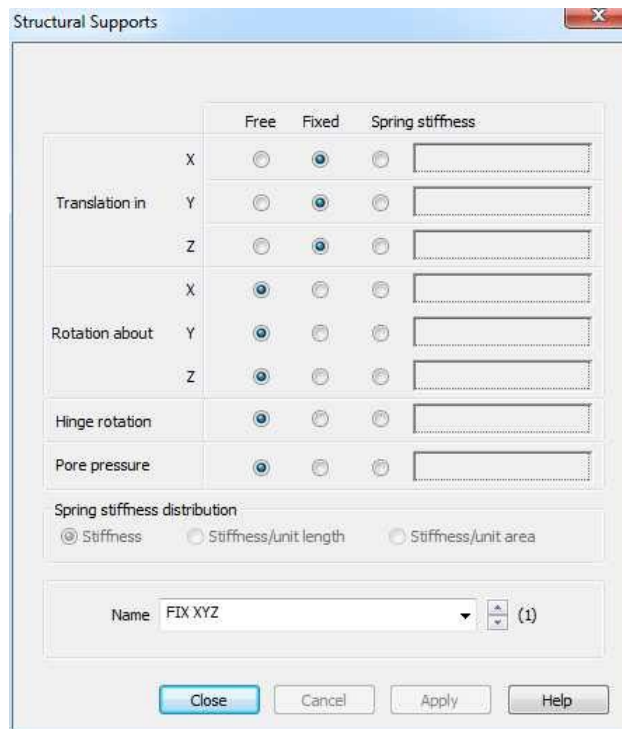 Structural Supports
Free Fixed Spring stiffness
X
Translation in Y
Z
X
Rotation about Y
Z
Hinge rotation
Pore pressure
Spring stiffness distribution
Stiffness Stiffness/unit length Stiffness/unit area
Name FIX XYZ (1)
Close Cancel Apply Help